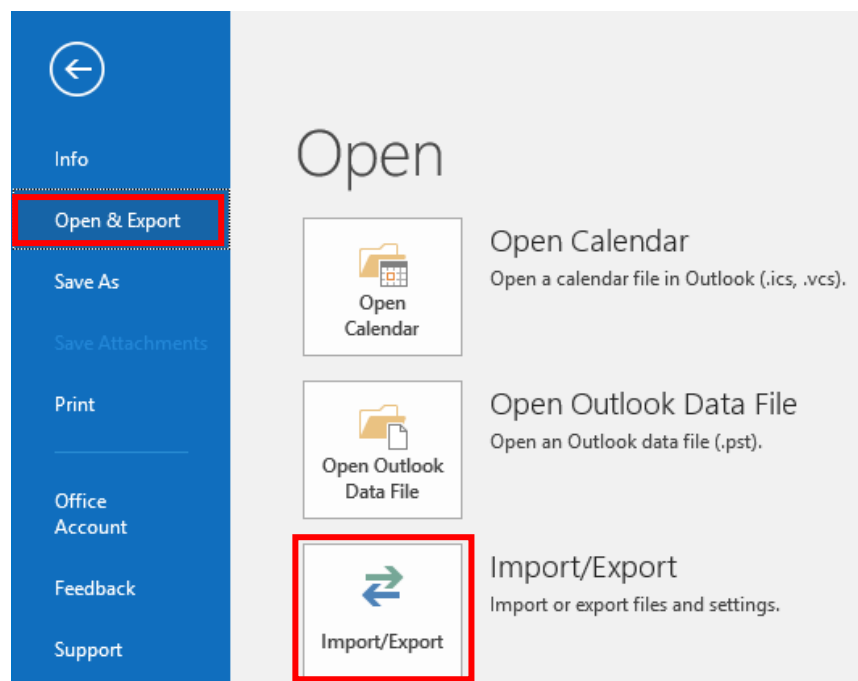 Info
Open & Export
Save As
Save Attachments
Print
Office
Account
Feedback
Support
Open
Open
Calendar
Open Calendar
Open a calendar file in Outlook (.ics, .vcs).
Open Outlook
Data File
Open Outlook Data File
Open an Outlook data file (.pst).
Import/Export
Import/Export
Import or export files and settings.